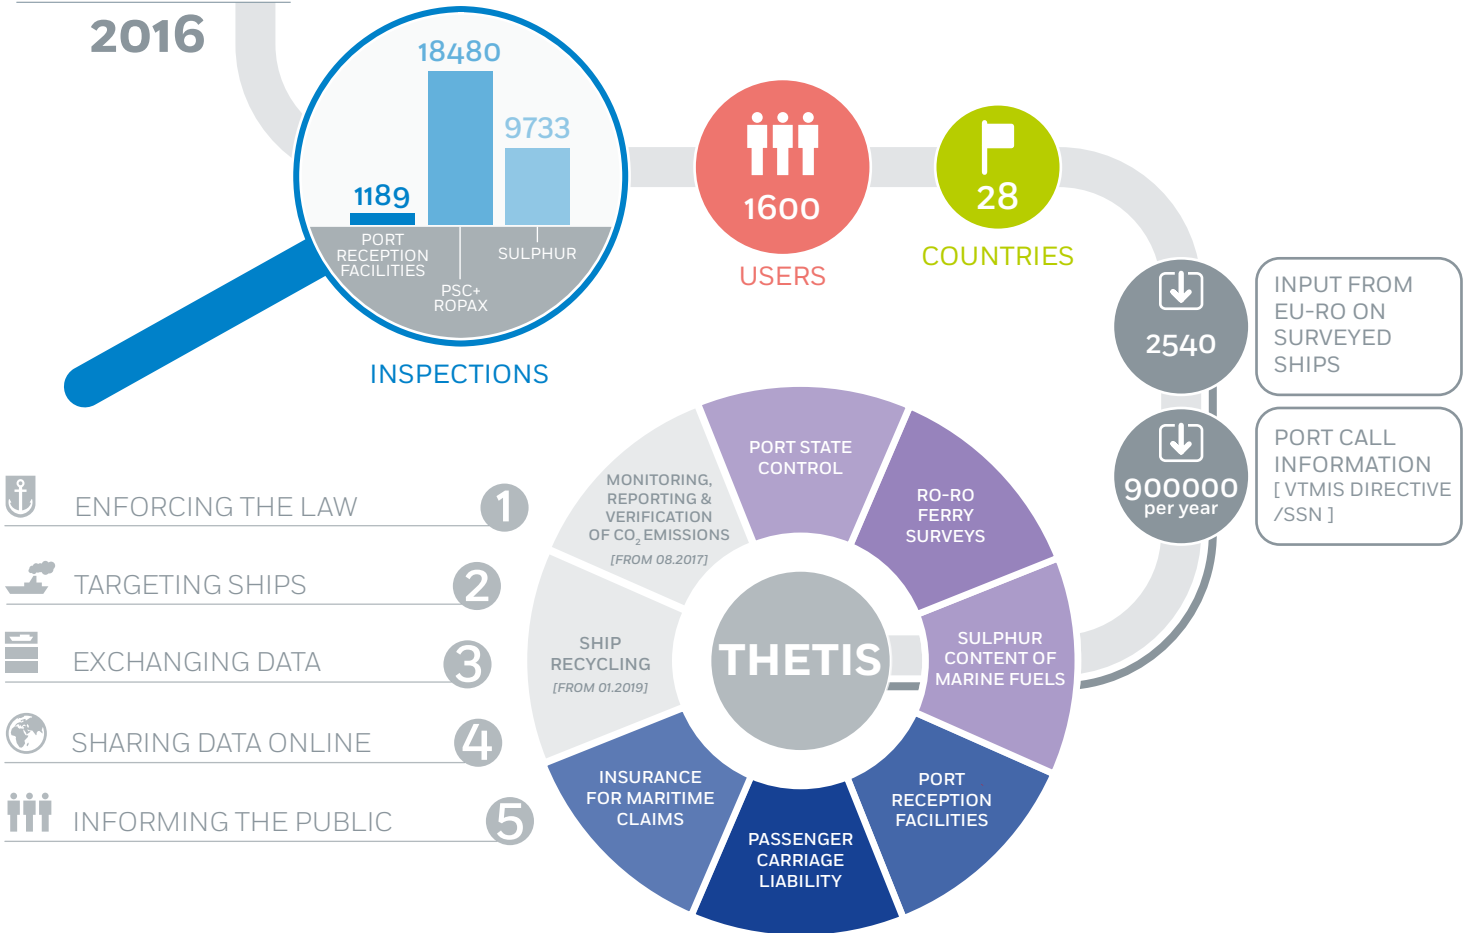 2016
18480
9733
1189
PORT
RECEPTION
FACILITIES
PSC+
ROPAX
SULPHUR
INSPECTIONS
1600
USERS
28
COUNTRIES
2540
INPUT FROM
EU-RO ON
SURVEYED
SHIPS
900000
per year
PORT CALL
INFORMATION
[ VTMIS DIRECTIVE
/SSN ]
ENFORCING THE LAW
1
TARGETING SHIPS
2
EXCHANGING DATA
3
SHARING DATA ONLINE
4
INFORMING THE PUBLIC
5
THETIS
PORT STATE
CONTROL
RO-RO
FERRY
SURVEYS
SULPHUR
CONTENT OF
MARINE FUELS
PORT
RECEPTION
FACILITIES
PASSENGER
CARRIAGE
LIABILITY
INSURANCE
FOR MARITIME
CLAIMS
SHIP
RECYCLING
[FROM 01.2019]
MONITORING,
REPORTING &
VERIFICATION
OF CO₂ EMISSIONS
[FROM 08.2017]